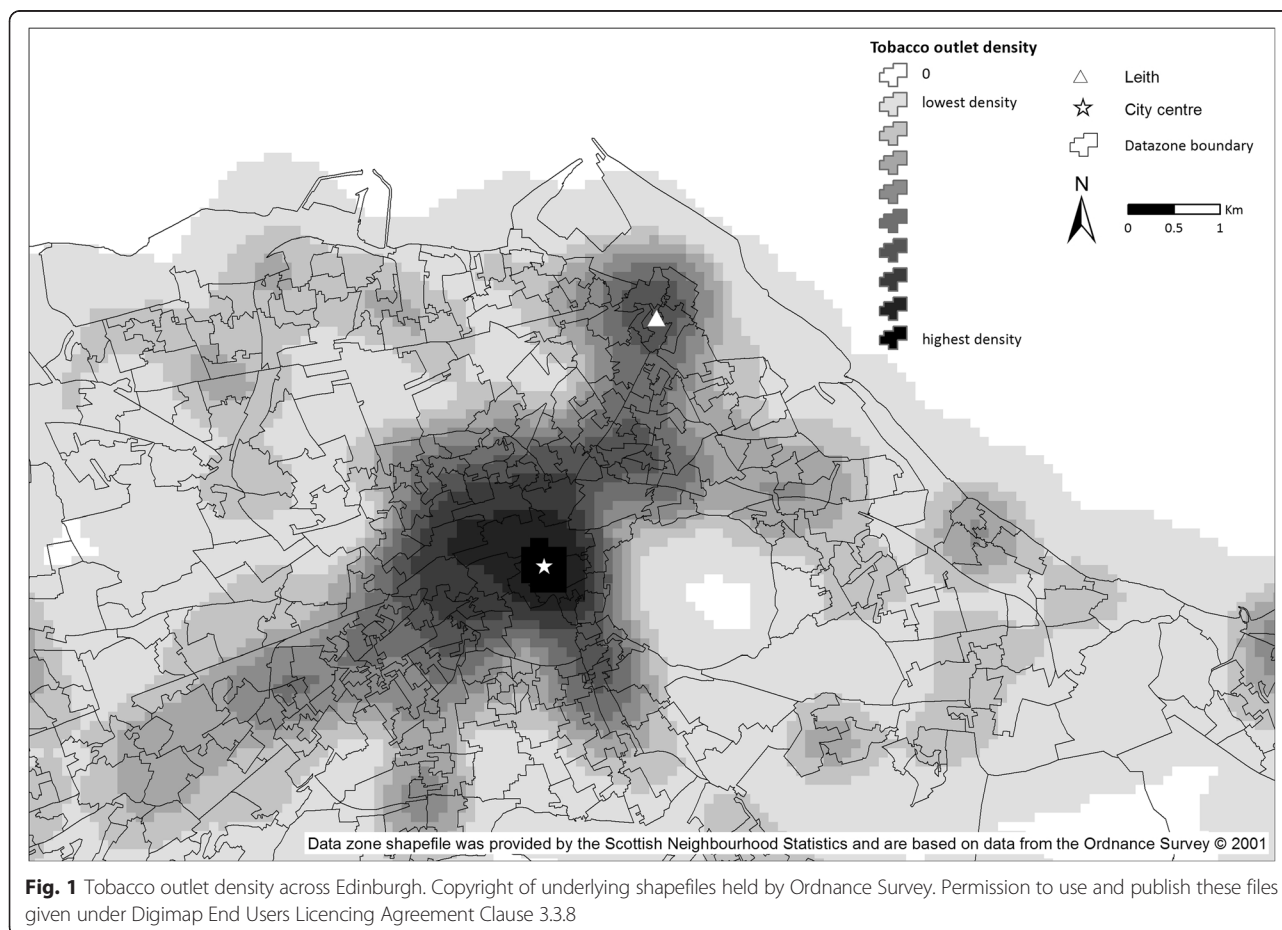 Tobacco outlet density
0
lowest density
highest density
Leith
City centre
Datazone boundary
N
Km
0 0.5 1
Data zone shapefile was provided by the Scottish Neighbourhood Statistics and are based on data from the Ordnance Survey © 2001
Fig. 1 Tobacco outlet density across Edinburgh. Copyright of underlying shapefiles held by Ordnance Survey. Permission to use and publish these files
given under Digimap End Users Licencing Agreement Clause 3.3.8